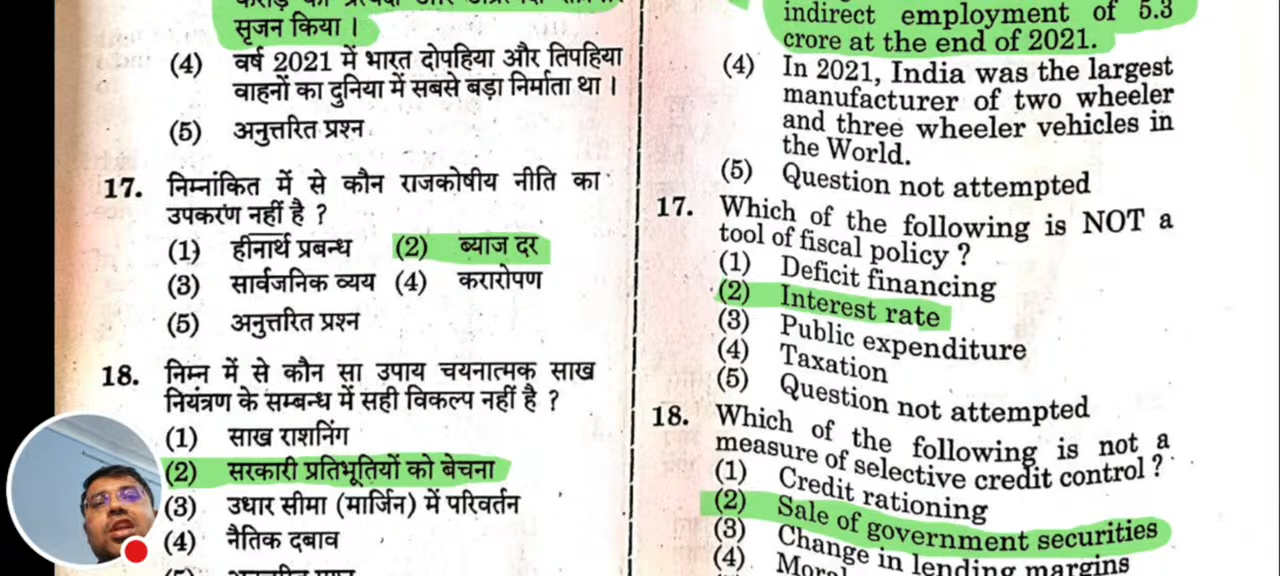 सृजन किया ।
(4) वर्ष 2021 में भारत दोपहिया और तिपहिया
वाहनों का दुनिया में सबसे बड़ा निर्माता था ।
(5) अनुत्तरित प्रश्न
17. निम्नांकित में से कौन राजकोषीय नीति का
उपकरण नहीं है ?
(1) हीनार्थ प्रबन्ध (2) ब्याज दर
(3) सार्वजनिक व्यय (4) करारोपण
(5) अनुत्तरित प्रश्न
18. निम्न में से कौन सा उपाय चयनात्मक साख
नियंत्रण के सम्बन्ध में सही विकल्प नहीं है ?
(1) साख राशनिंग
(2) सरकारी प्रतिभूतियों को बेचना
(3) उधार सीमा (मार्जिन) में परिवर्तन
(4) नैतिक दबाव
indirect employment of 5.3
crore at the end of 2021.
(4) In 2021, India was the largest
manufacturer of two wheeler
and three wheeler vehicles in
the World.
(5) Question not attempted
17. Which of the following is NOT a
tool of fiscal policy ?
(1) Deficit financing
(2) Interest rate
(3) Public expenditure
(4) Taxation
(5) Question not attempted
18. Which of the following is not a
measure of selective credit control ?
(1) Credit rationing
(2) Sale of government securities
(3) Change in lending margins
(4)